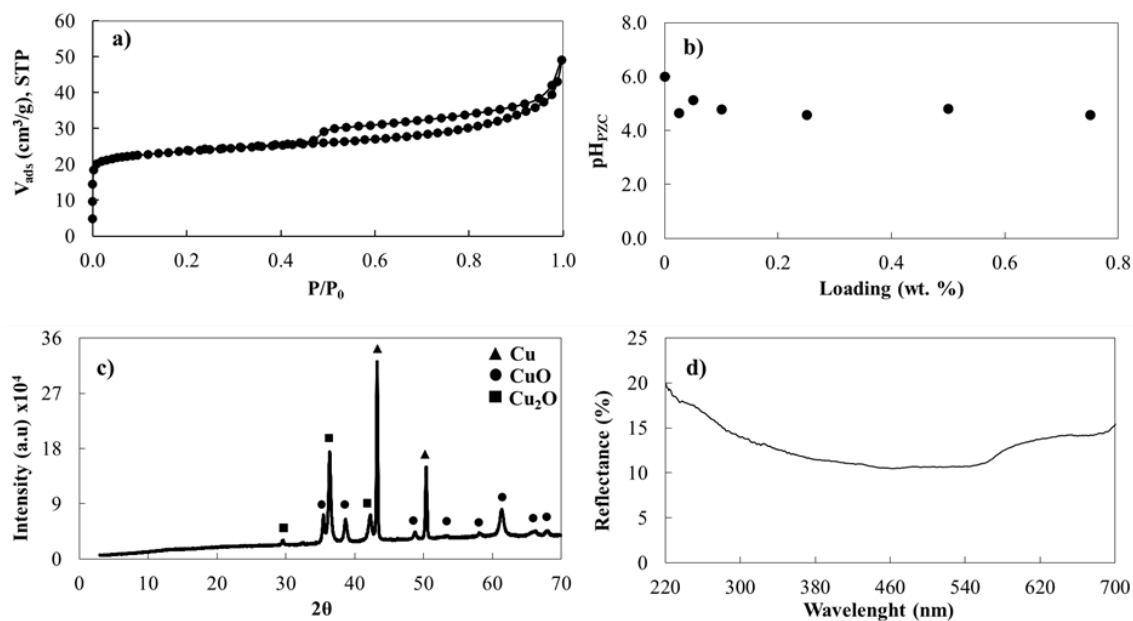 a)
V_ads (cm³/g), STP
60
50
40
30
20
10
0
0.0 0.2 0.4 0.6 0.8 1.0
P/P₀
b)
pH_PZC
8.0
6.0
4.0
2.0
0.0
0 0.2 0.4 0.6 0.8
Loading (wt. %)
c)
Intensity (a.u) x10⁴
36
27
18
9
0
Cu
CuO
Cu₂O
0 10 20 30 40 50 60 70
2θ
d)
Reflectance (%)
25
20
15
10
5
0
220 300 380 460 540 620 700
Wavelenght (nm)